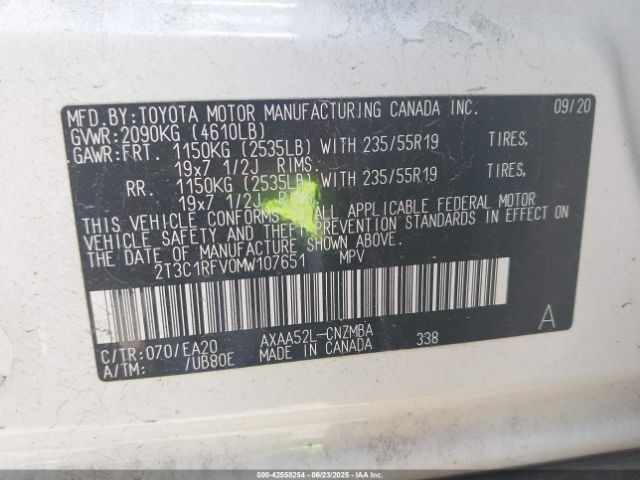 MFD.BY:TOYOTA MOTOR MANUFACTURING CANADA INC. 09/20
GVWR:2090KG (4610LB)
GAWR:FRT. 1150KG (2535LB) WITH 235/55R19 TIRES,
19x7 1/2J RIMS.
RR. 1150KG (2535LB) WITH 235/55R19 TIRES,
19x7 1/2J RIMS.
THIS VEHICLE CONFORMS TO ALL APPLICABLE FEDERAL MOTOR
VEHICLE SAFETY AND THEFT PREVENTION STANDARDS IN EFFECT ON
THE DATE OF MANUFACTURE SHOWN ABOVE.
2T3C1RFV0MW107651 MPV
C/TR:070/EA20 AXAA52L-CNZMBA A
A/TM: /UB80E MADE IN CANADA 338
000-42558254 - 06/23/2025 - IAAI.COM